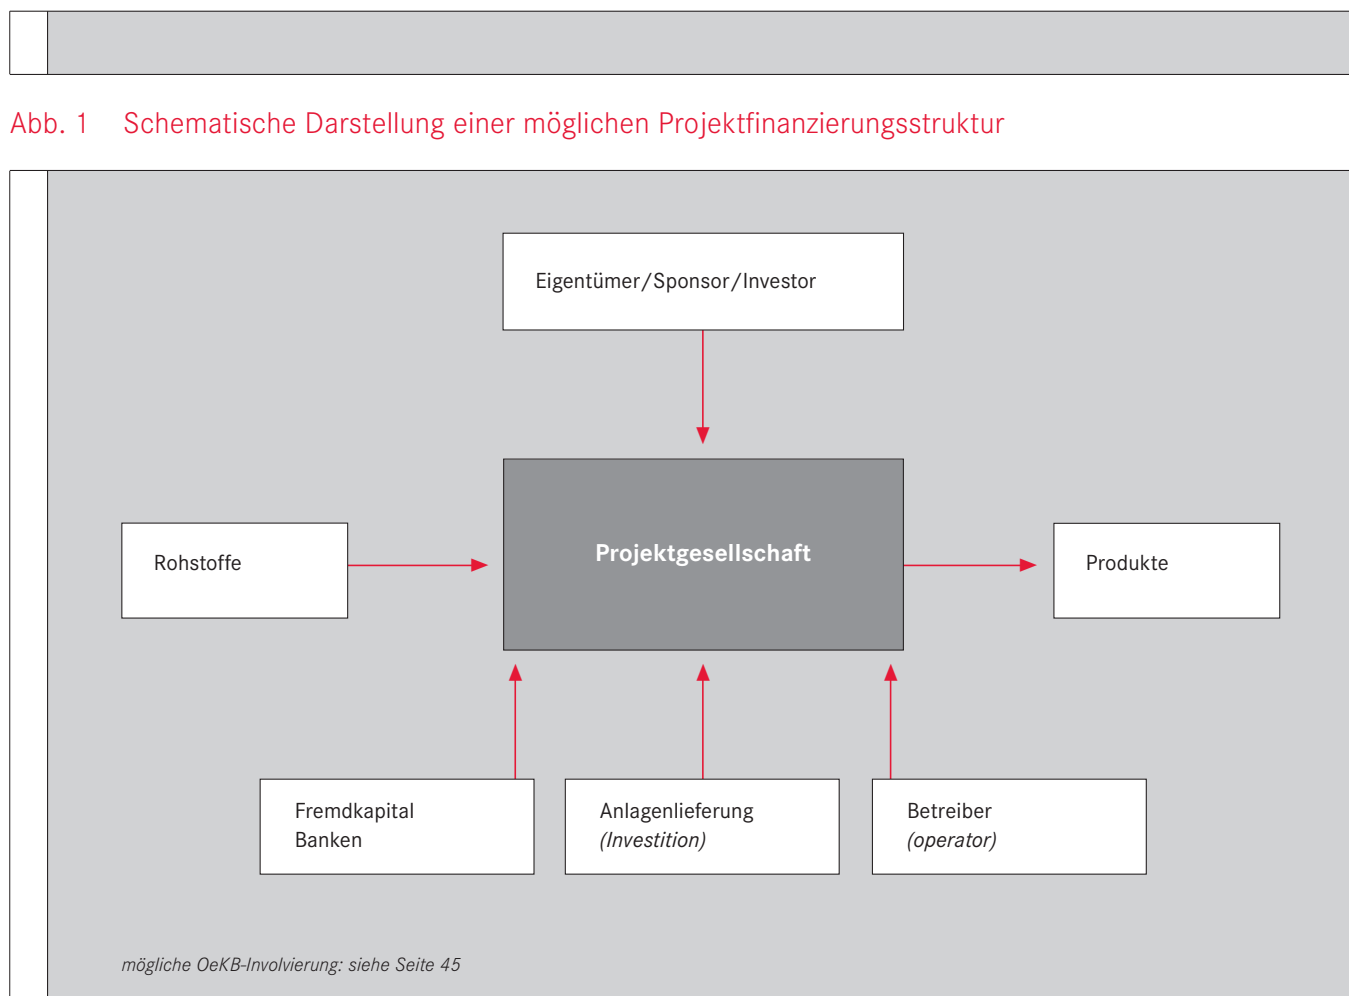 Abb. 1 Schematische Darstellung einer möglichen Projektfinanzierungsstruktur
Eigentümer/Sponsor/Investor
Rohstoffe
Projektgesellschaft
Produkte
Fremdkapital
Banken
Anlagenlieferung
(Investition)
Betreiber
(operator)
mögliche OeKB-Involvierung: siehe Seite 45